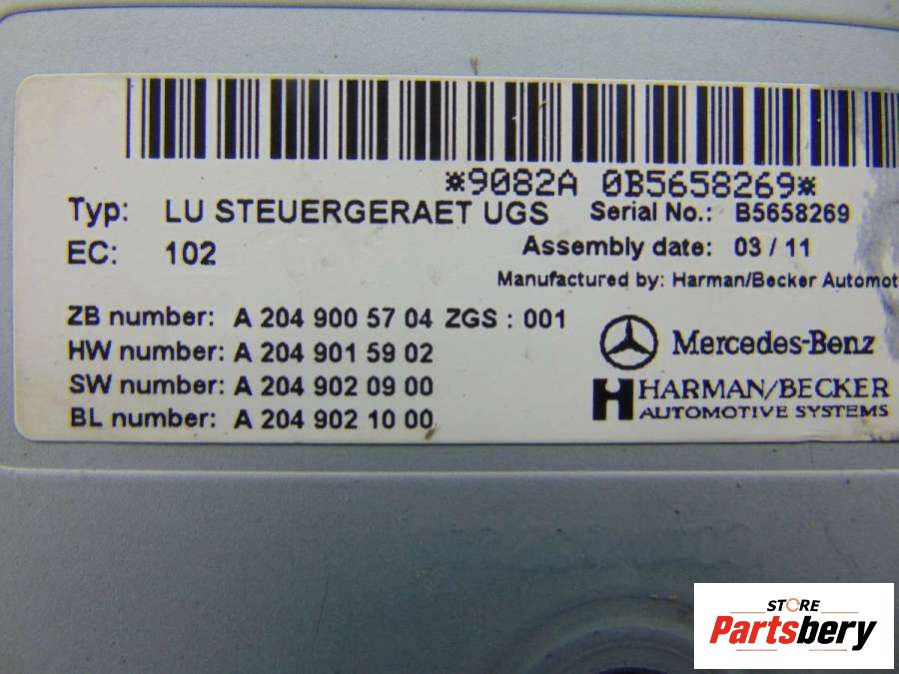 *9082A 0B5658269*
Typ: LU STEUERGERAET UGS Serial No.: B5658269
EC: 102 Assembly date: 03 / 11
Manufactured by: Harman/Becker Automot
ZB number: A 204 900 57 04 ZGS : 001
HW number: A 204 901 59 02
SW number: A 204 902 09 00
BL number: A 204 902 10 00
Mercedes-Benz
HARMAN/BECKER
AUTOMOTIVE SYSTEMS
STORE
Partsbery